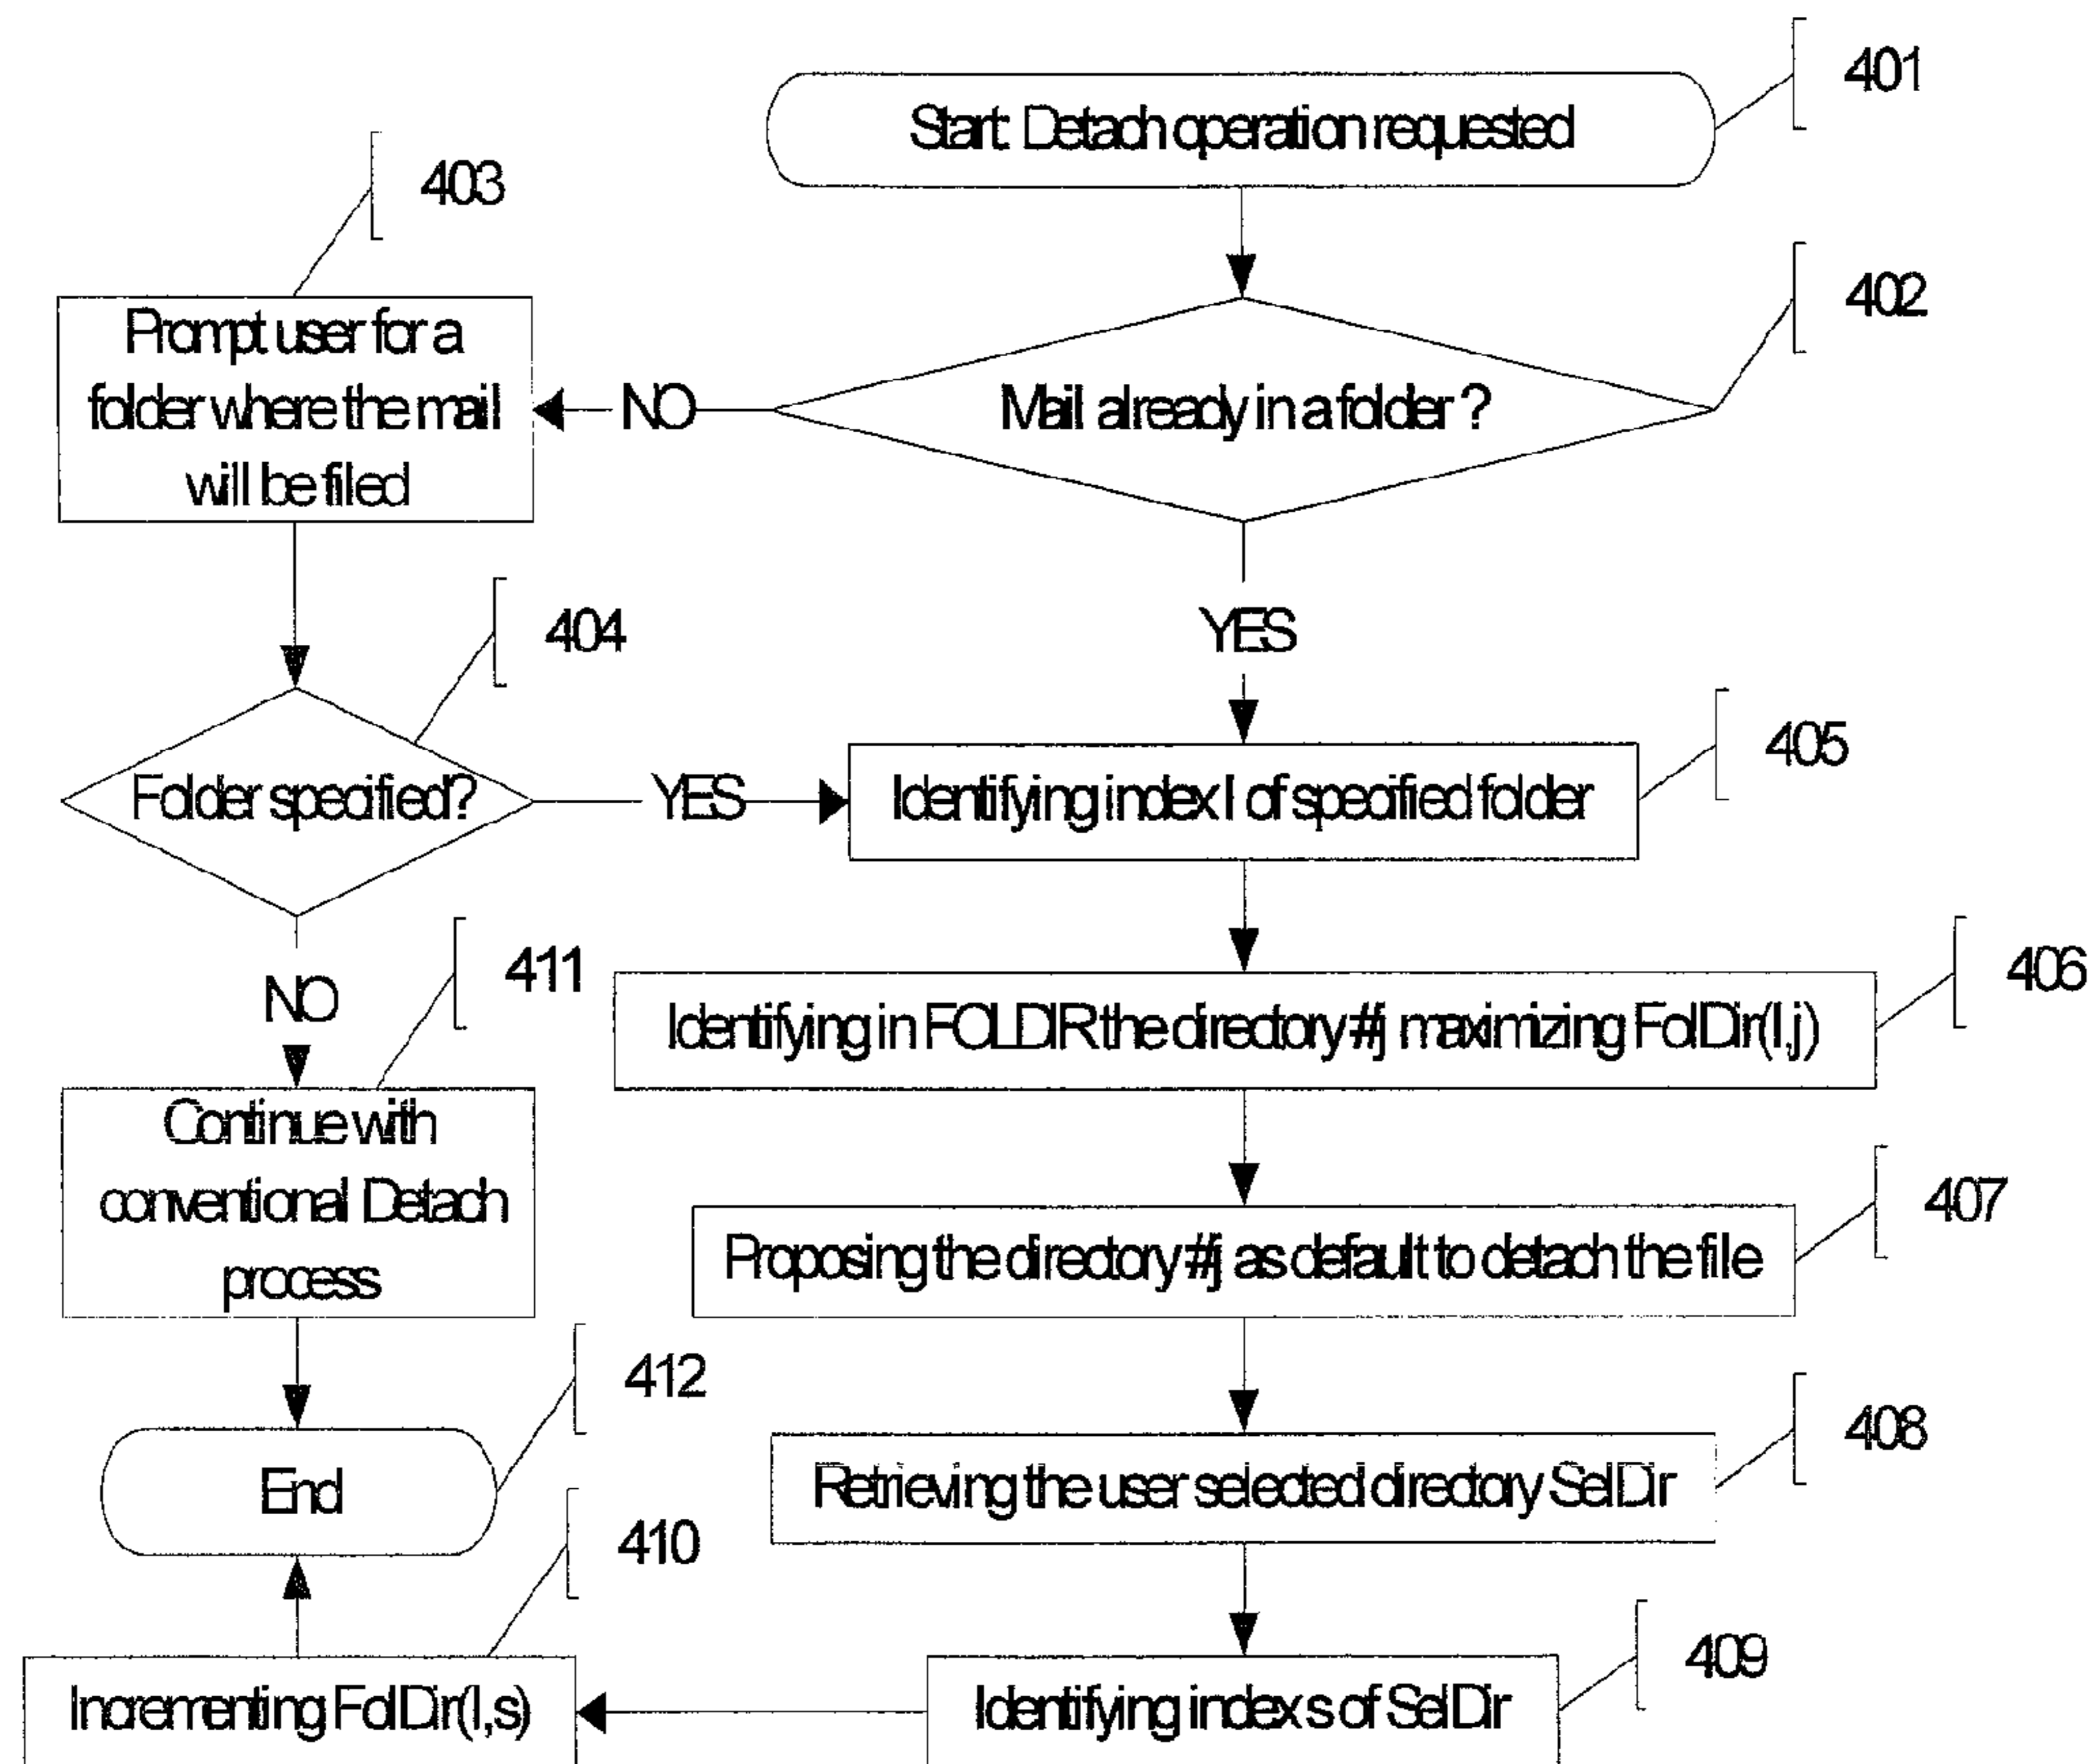 401
Start: Detach operation requested
403
402
Prompt user for a
folder where the mail
will be filed
NO
Mail already in a folder ?
404
YES
405
Folder specified?
YES
Identifying index I of specified folder
411
406
NO
Identifying in FOLDIR the directory #j maximizing FolDir(I,j)
Continue with
conventional Detach
process
407
Proposing the directory #j as default to detach the file
412
408
End
Retrieving the user selected directory SelDir
410
409
Incrementing FolDir(I,s)
Identifying index s of SelDir